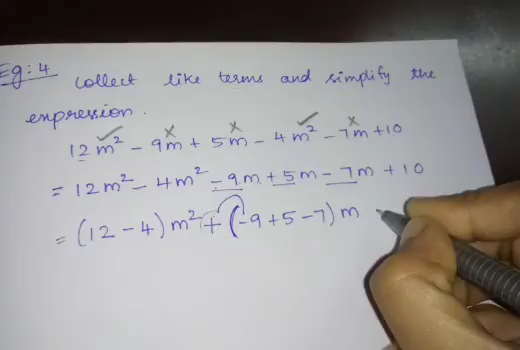 Eg: 4 collect like terms and simplify the
expression.
12m² - 9m + 5m - 4m² - 7m + 10
= 12m² - 4m² - 9m + 5m - 7m + 10
= (12 - 4) m² + (-9 + 5 - 7) m